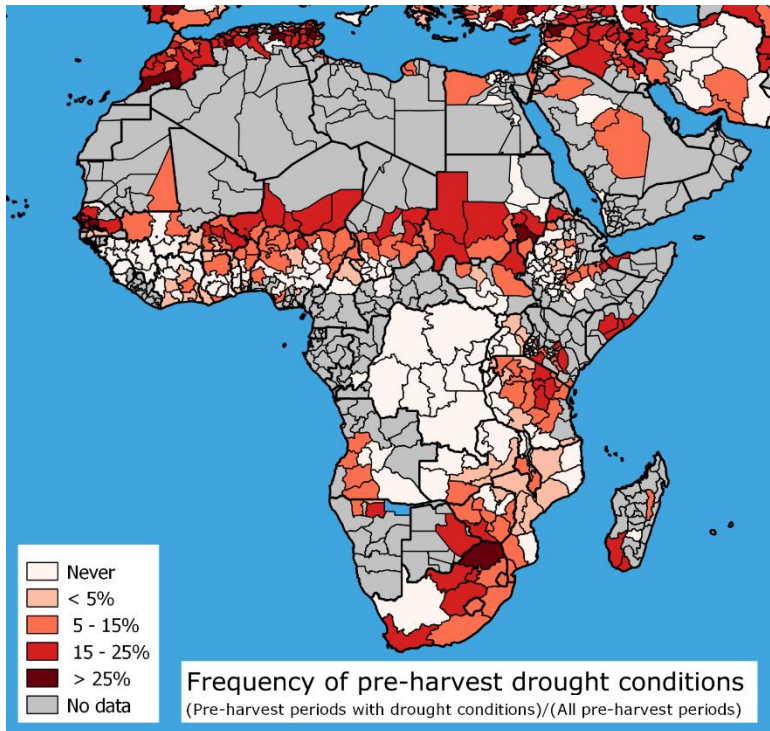 Never
< 5%
5 - 15%
15 - 25%
> 25%
No data
Frequency of pre-harvest drought conditions
(Pre-harvest periods with drought conditions)/(All pre-harvest periods)